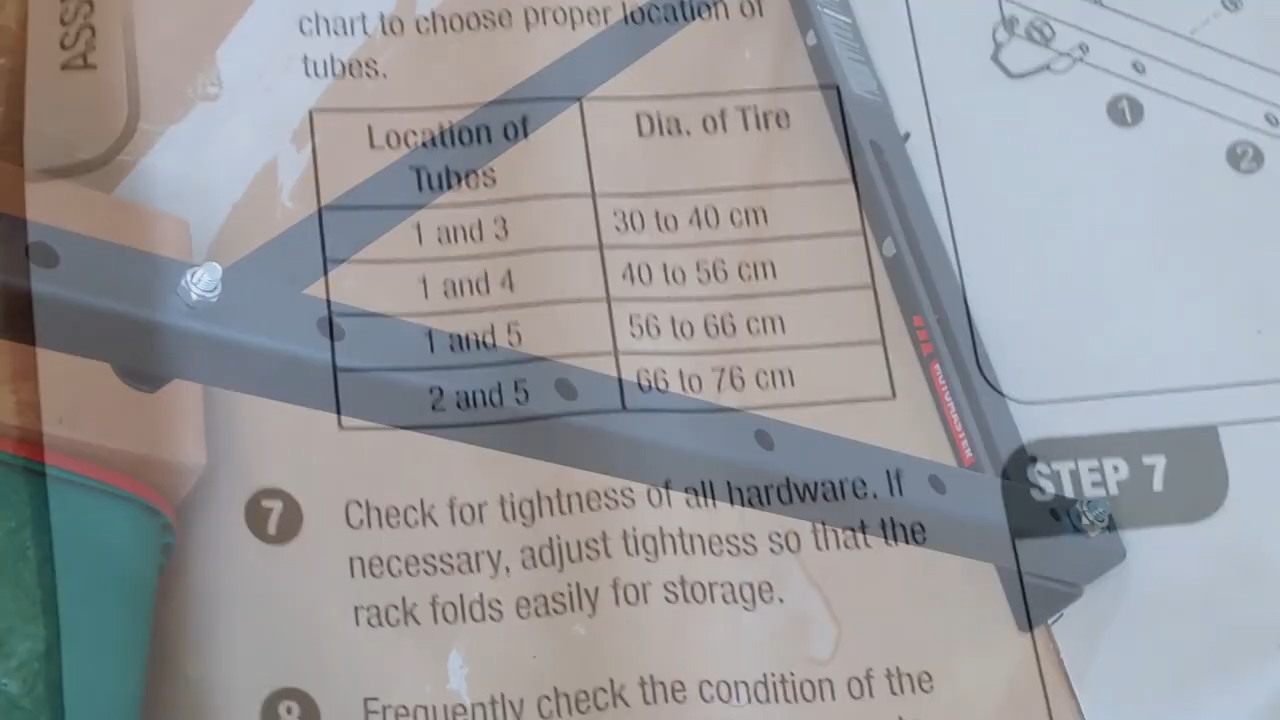 ASS
chart to choose proper location of
tubes.
Location of
Tubes
Dia. of Tire
1 and 3
30 to 40 cm
1 and 4
40 to 56 cm
1 and 5
56 to 66 cm
2 and 5
66 to 76 cm
7
Check for tightness of all hardware. If
necessary, adjust tightness so that the
rack folds easily for storage.
8
Frequently check the condition of the
1
2
MOTOMASTER
STEP 7